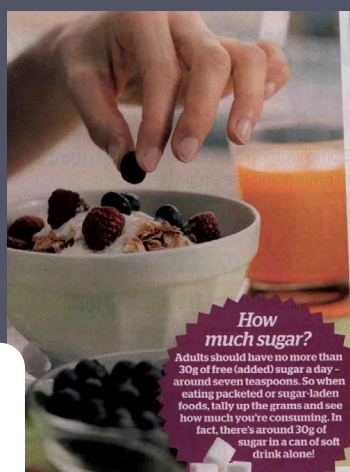 How
much sugar?
Adults should have no more than
30g of free (added) sugar a day –
around seven teaspoons. So when
eating packeted or sugar-laden
foods, tally up the grams and see
how much you're consuming. In
fact, there's around 30g of
sugar in a can of soft
drink alone!